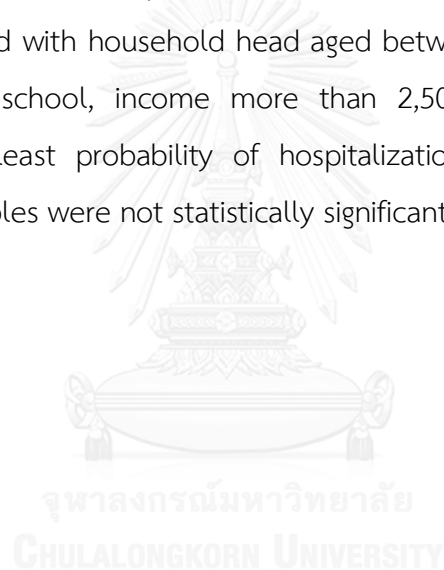 d with household head aged betw
school, income more than 2,50
least probability of hospitalizatio
bles were not statistically significant
จุฬาลงกรณ์มหาวิทยาลัย
CHULALONGKORN UNIVERSITY